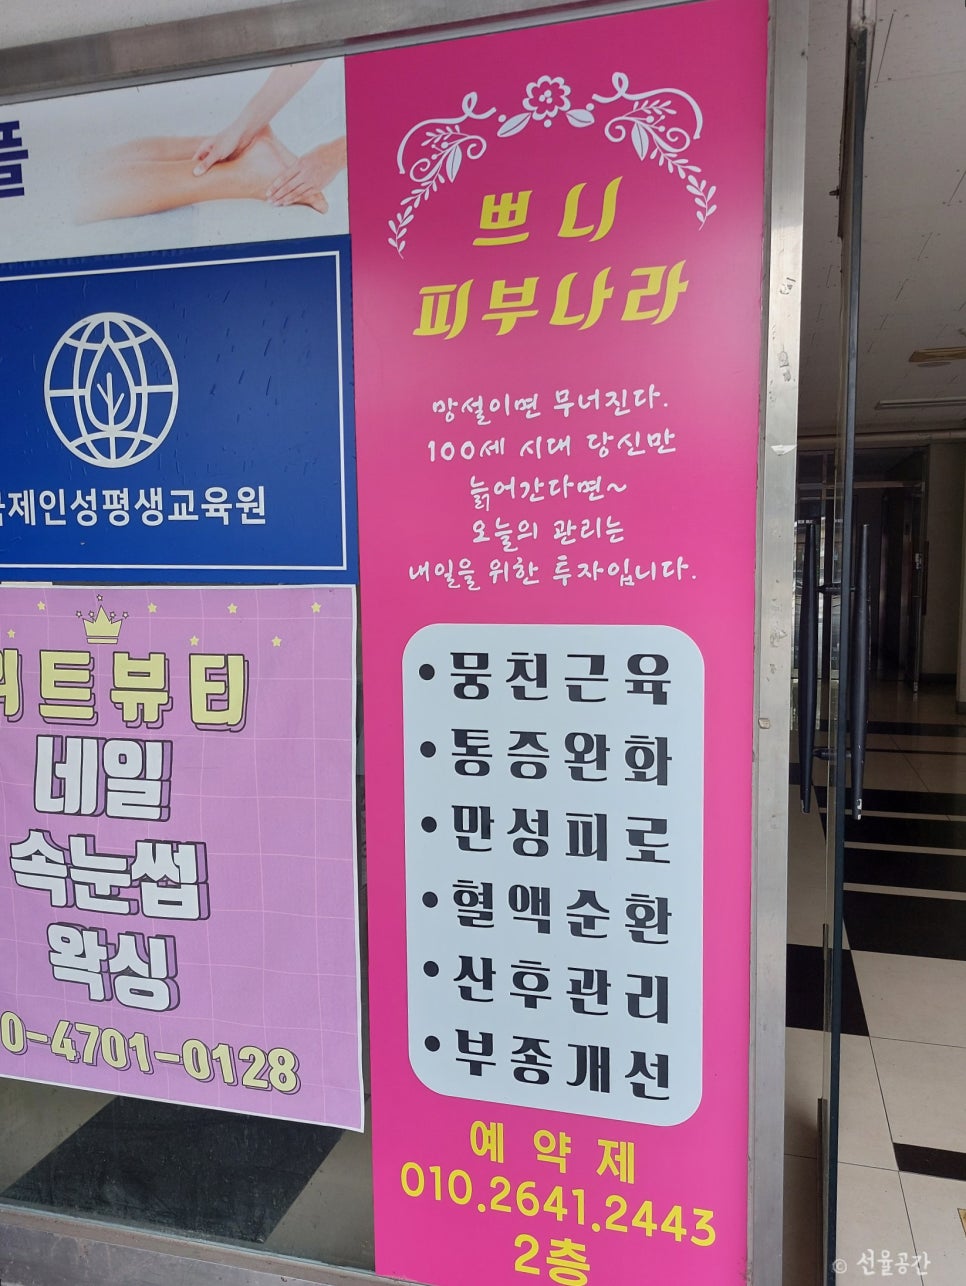 플
제인성평생교육원
트뷰티
네일
속눈썹
왁싱
0-4701-0128
쁘니
피부나라
망설이면 무너진다.
100세 시대 당신만
늙어간다면~
오늘의 관리는
내일을 위한 투자입니다.
• 뭉친근육
• 통증완화
• 만성피로
• 혈액순환
• 산후관리
• 부종개선
예약제
010.2641.2443
2층
© 선율공간